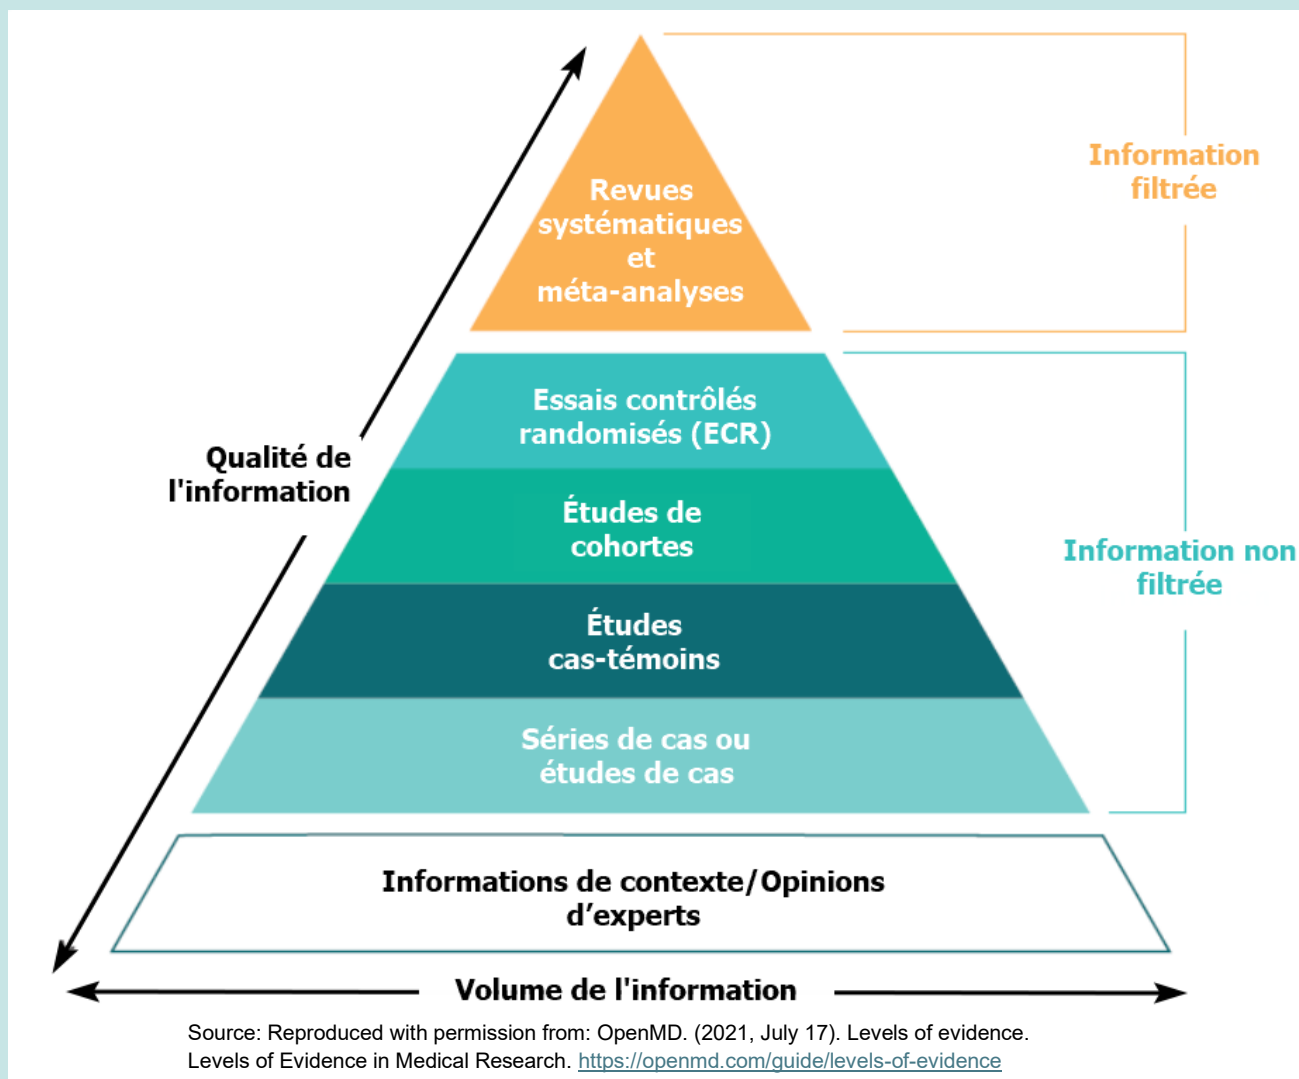 Revues
systématiques
et
méta-analyses
Information
filtrée
Essais contrôlés
randomisés (ECR)
Qualité de
l'information
Études de
cohortes
Information non
filtrée
Études
cas-témoins
Séries de cas ou
études de cas
Informations de contexte/Opinions
d’experts
Volume de l'information
Source: Reproduced with permission from: OpenMD. (2021, July 17). Levels of evidence.
Levels of Evidence in Medical Research. https://openmd.com/guide/levels-of-evidence